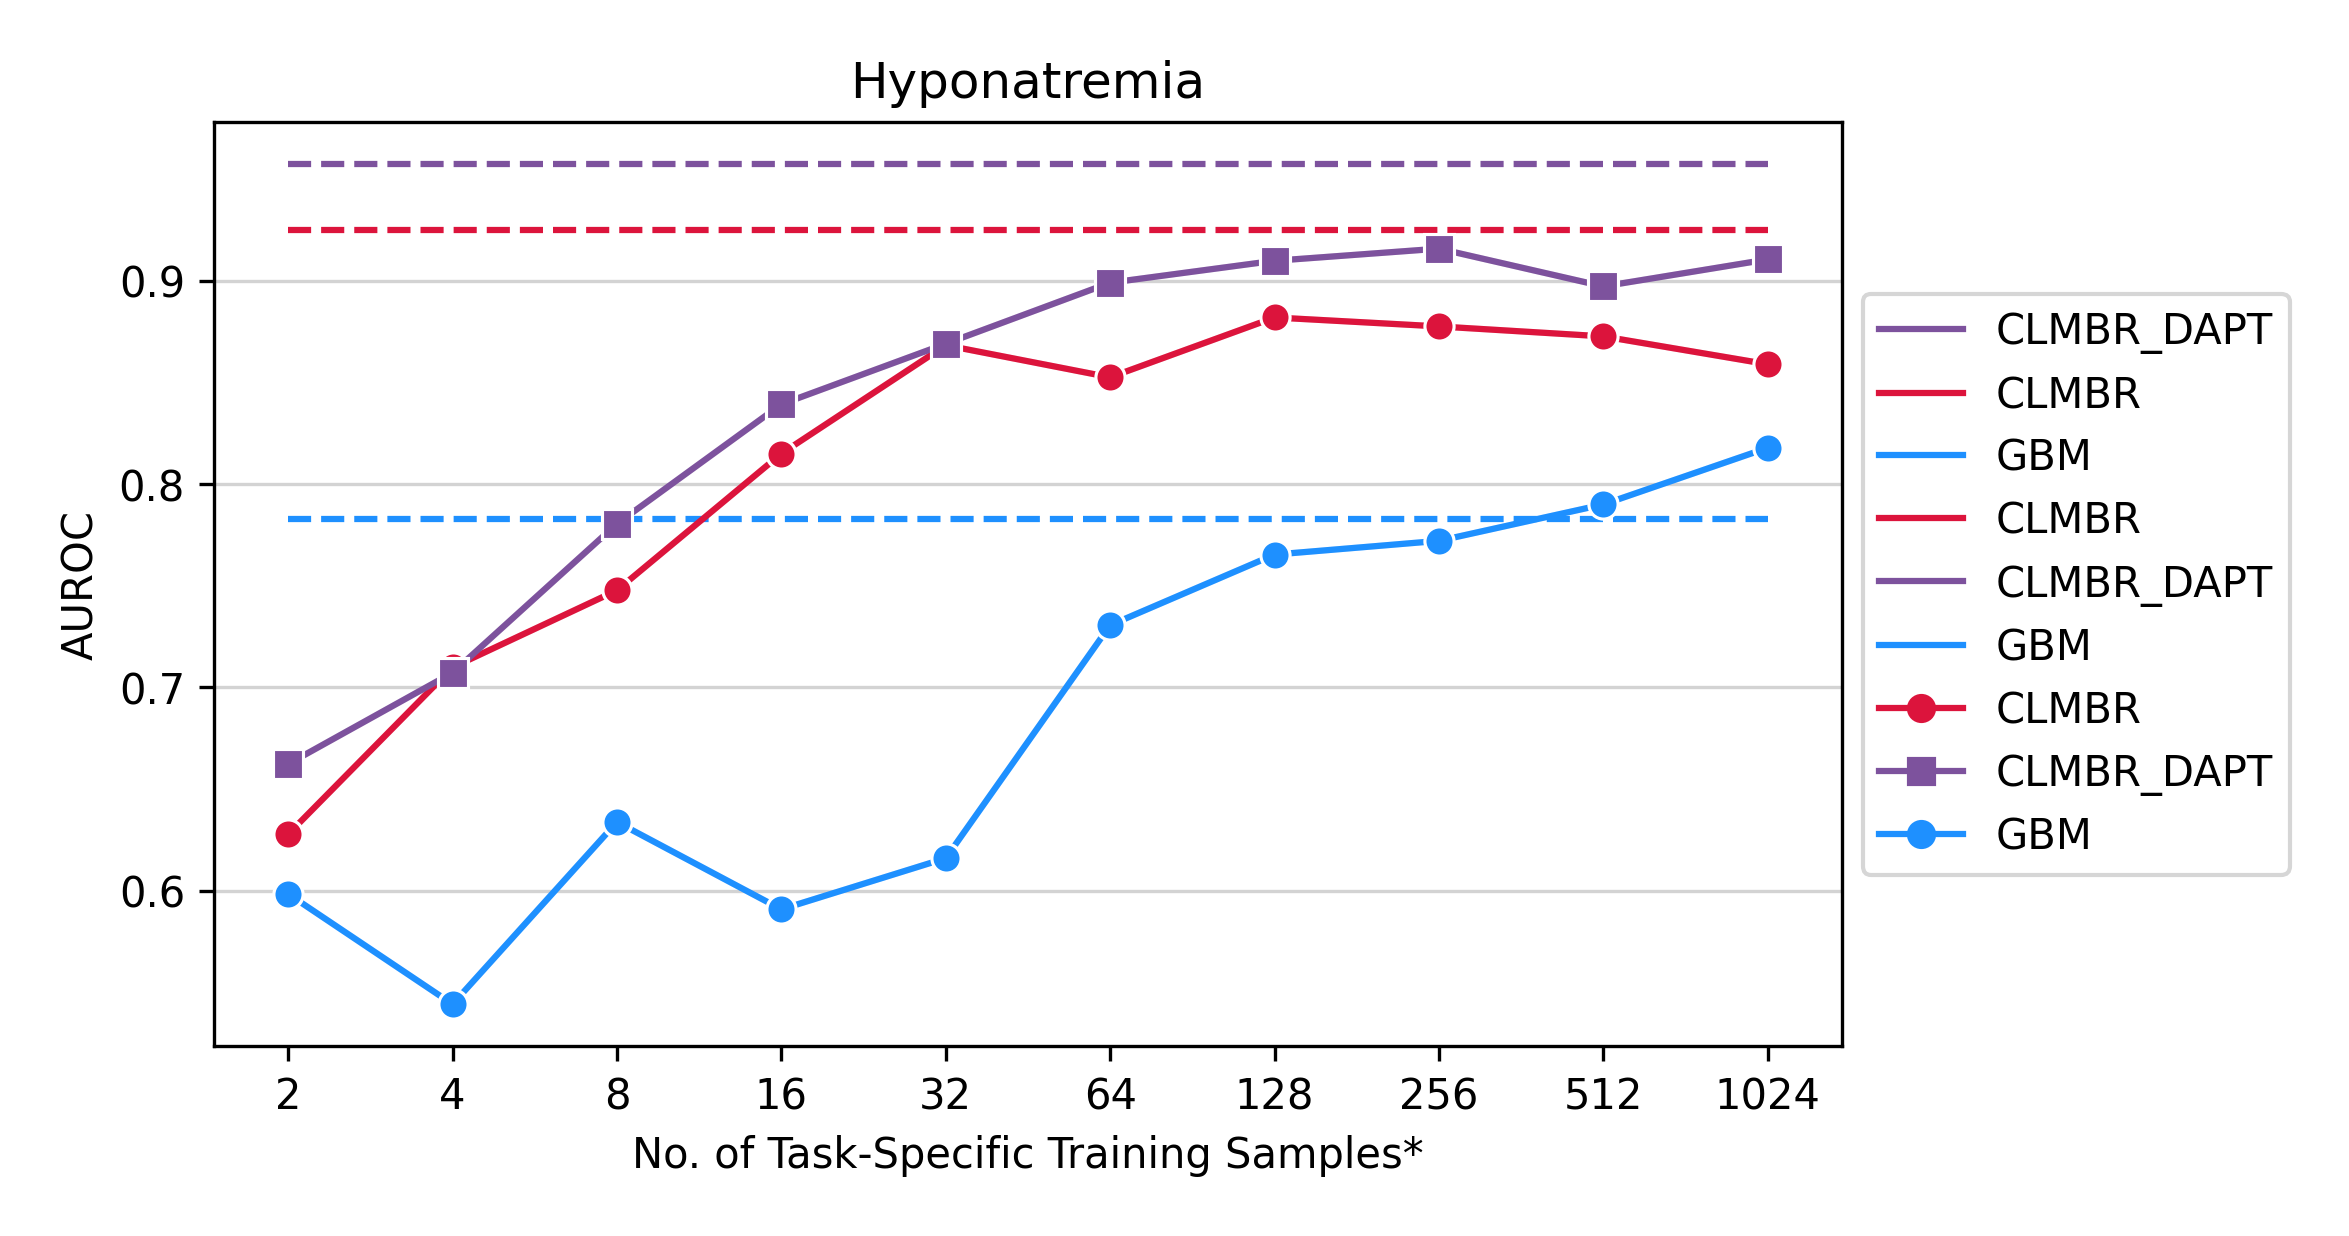 Hyponatremia
AUROC
0.9
0.8
0.7
0.6
2 4 8 16 32 64 128 256 512 1024
No. of Task-Specific Training Samples*
CLMBR_DAPT
CLMBR
GBM
CLMBR
CLMBR_DAPT
GBM
CLMBR
CLMBR_DAPT
GBM